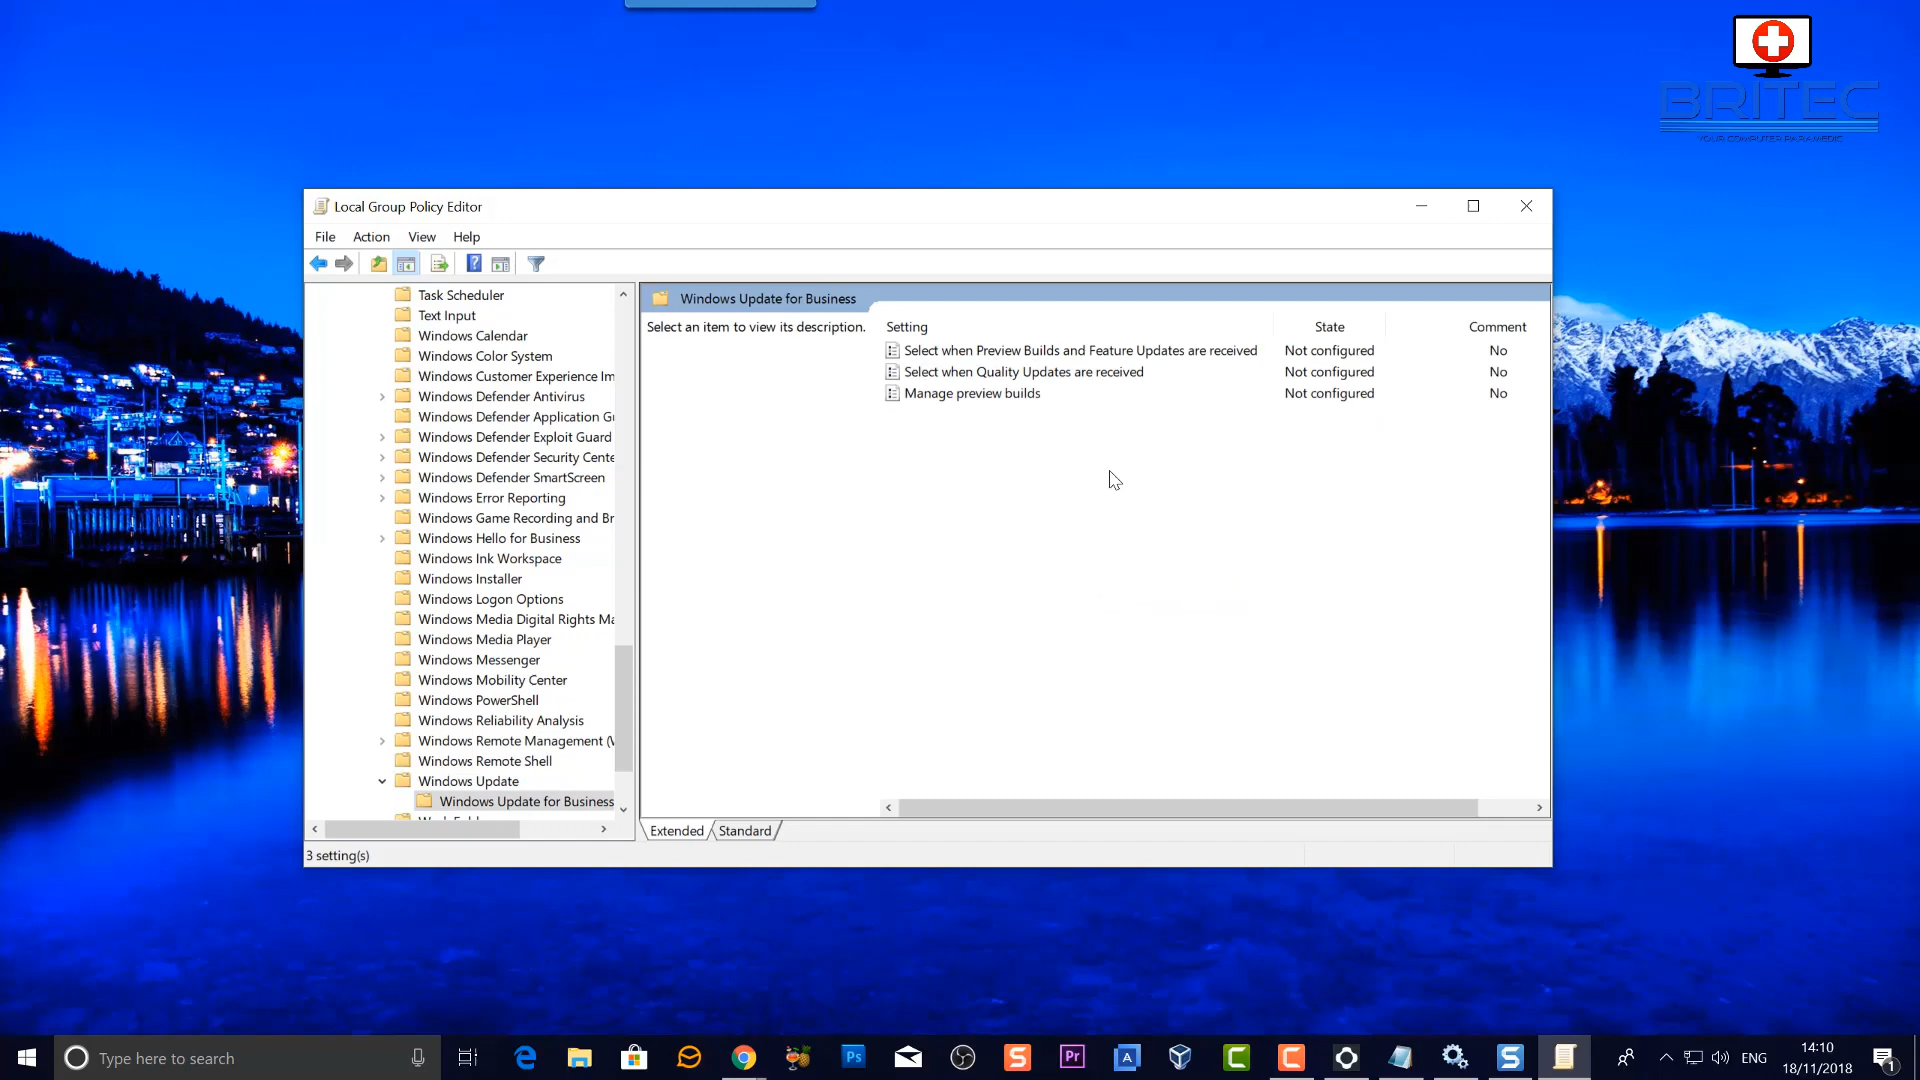 BRITEC
YOUR COMPUTER PARAMEDIC
Local Group Policy Editor
File Action View Help
Task Scheduler
Text Input
Windows Calendar
Windows Color System
Windows Customer Experience Im
Windows Defender Antivirus
Windows Defender Application Gu
Windows Defender Exploit Guard
Windows Defender Security Cente
Windows Defender SmartScreen
Windows Error Reporting
Windows Game Recording and Br
Windows Hello for Business
Windows Ink Workspace
Windows Installer
Windows Logon Options
Windows Media Digital Rights Ma
Windows Media Player
Windows Messenger
Windows Mobility Center
Windows PowerShell
Windows Reliability Analysis
Windows Remote Management (W
Windows Remote Shell
Windows Update
Windows Update for Business
Windows Update for Business
Select an item to view its description.
Setting State Comment
Select when Preview Builds and Feature Updates are received Not configured No
Select when Quality Updates are received Not configured No
Manage preview builds Not configured No
Extended Standard
3 setting(s)
Type here to search
Ps
Pr
ENG
14:10
18/11/2018
1